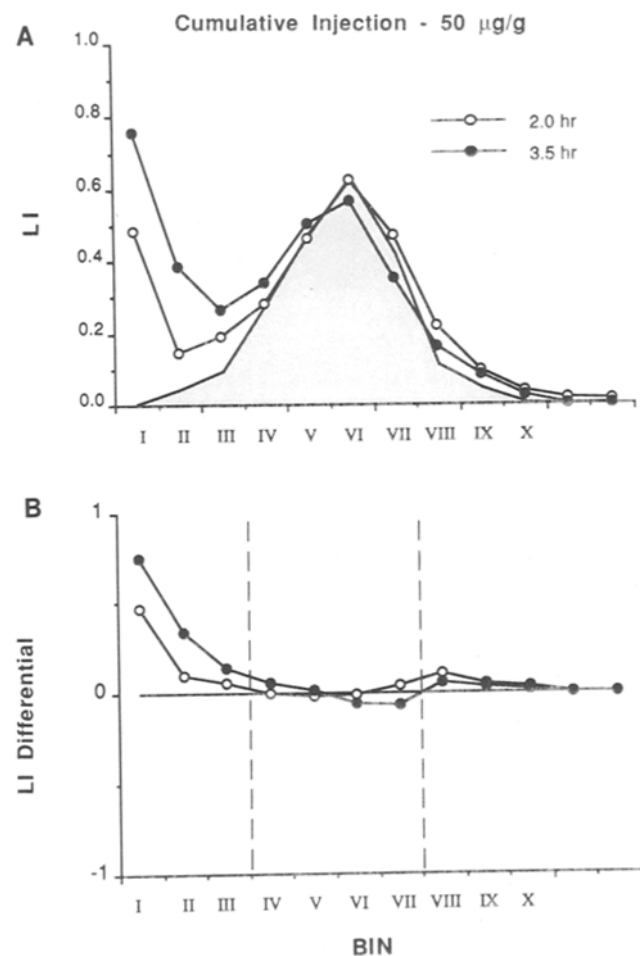 Cumulative Injection - 50 µg/g
A
1.0
0.8
0.6
0.4
0.2
0.0
LI
2.0 hr
3.5 hr
I II III IV V VI VII VIII IX X
B
1
0
-1
LI Differential
I II III IV V VI VII VIII IX X
BIN